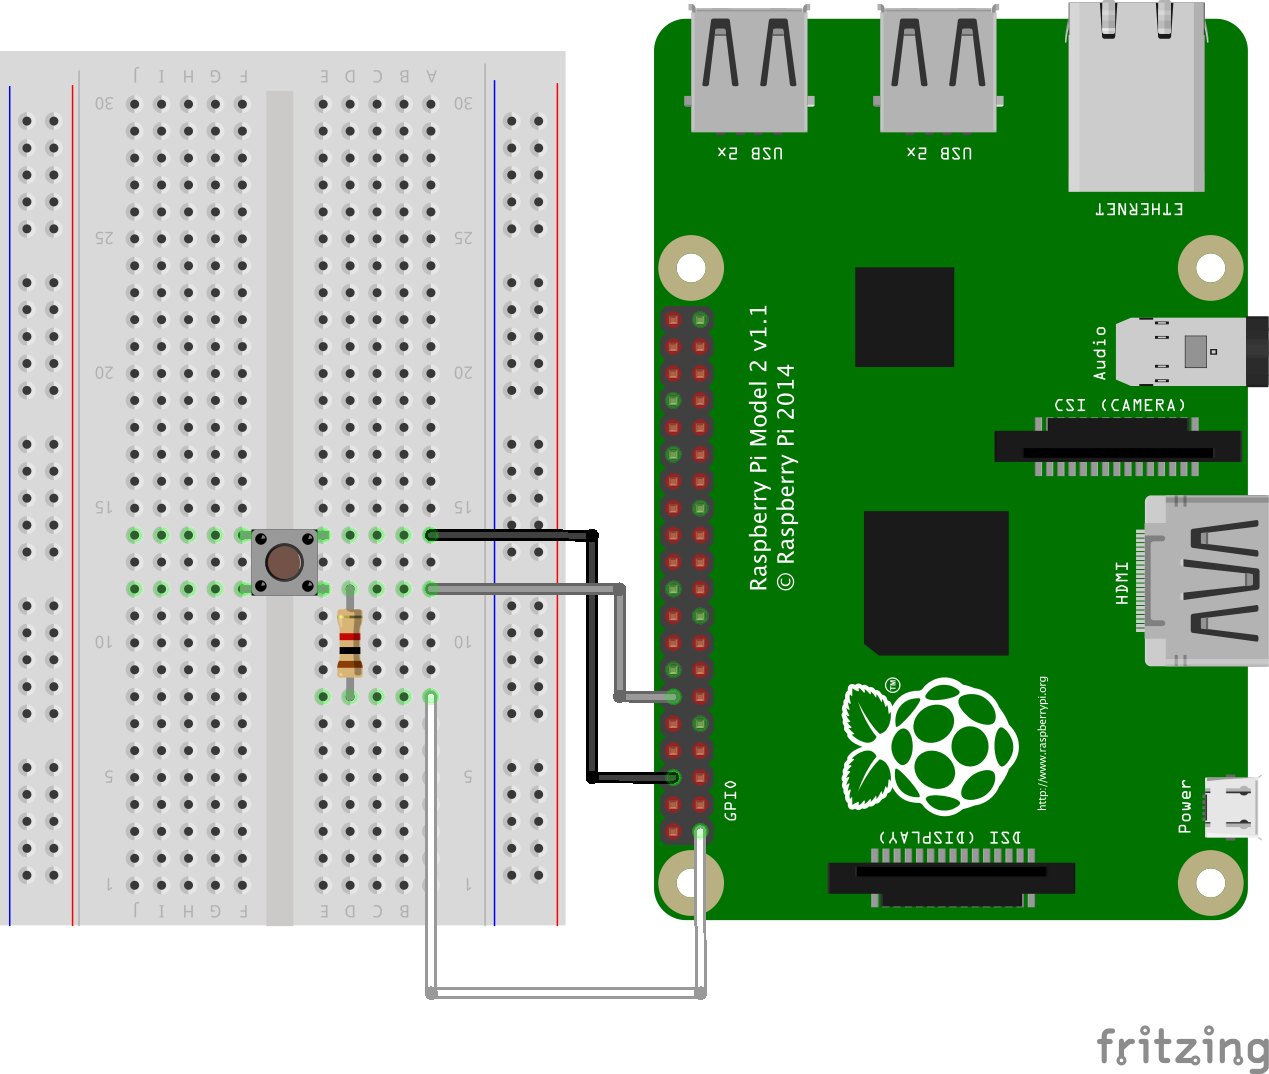 J I H G F E D C B A
30 30
25 25
20 20
15 15
10 10
5 5
1 1
J I H G F E D C B A
USB 2x
USB 2x
ETHERNET
Raspberry Pi Model 2 v1.1
© Raspberry Pi 2014
Audio
CSI (CAMERA)
HDMI
TM
http://www.raspberrypi.org
Power
GPIO
DSI (DISPLAY)
fritzing